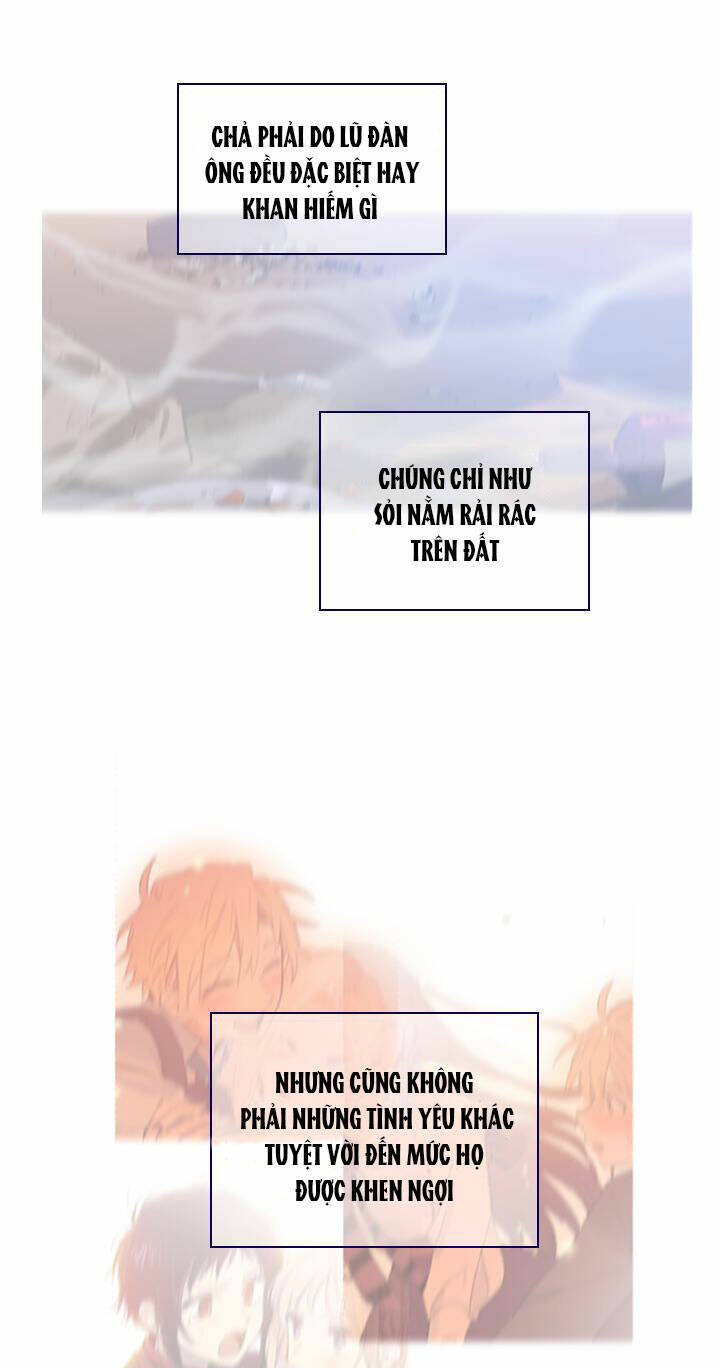 CHẢ PHẢI DO LŨ ĐÀN
ÔNG ĐỀU ĐẶC BIỆT HAY
KHAN HIẾM GÌ
CHÚNG CHỈ NHƯ
SỎI NẰM RẢI RÁC
TRÊN ĐẤT
NHƯNG CŨNG KHÔNG
PHẢI NHỮNG TÌNH YÊU KHÁC
TUYỆT VỜI ĐẾN MỨC HỌ
ĐƯỢC KHEN NGỢI